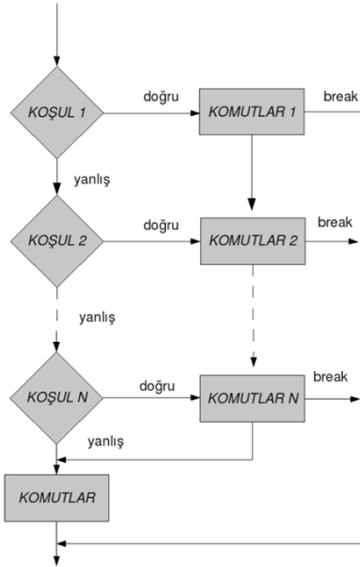 KOŞUL 1
doğru
KOMUTLAR 1
break
yanlış
KOŞUL 2
doğru
KOMUTLAR 2
break
yanlış
KOŞUL N
doğru
KOMUTLAR N
break
yanlış
KOMUTLAR